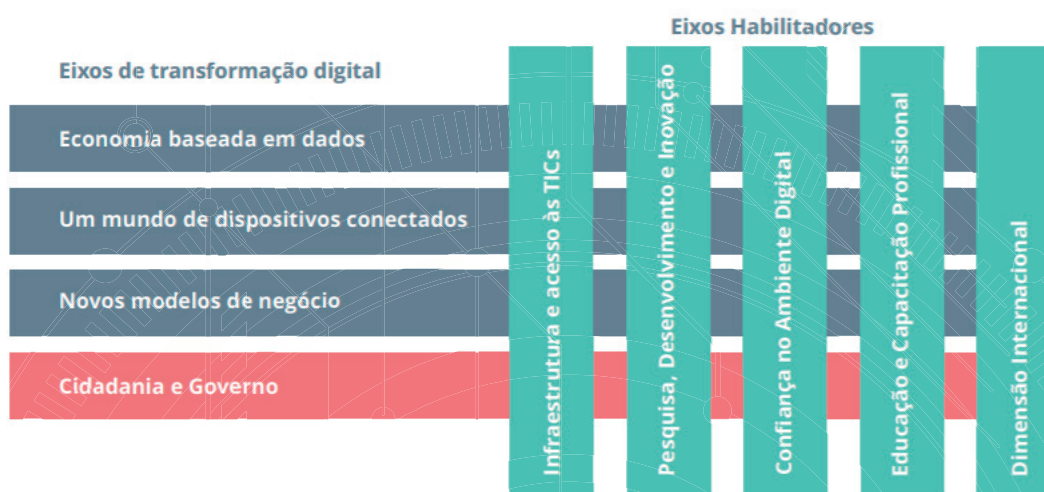 Eixos Habilitadores
Eixos de transformação digital
Economia baseada em dados
Um mundo de dispositivos conectados
Novos modelos de negócio
Cidadania e Governo
Infraestrutura e acesso às TICs
Pesquisa, Desenvolvimento e Inovação
Confiança no Ambiente Digital
Educação e Capacitação Profissional
Dimensão Internacional